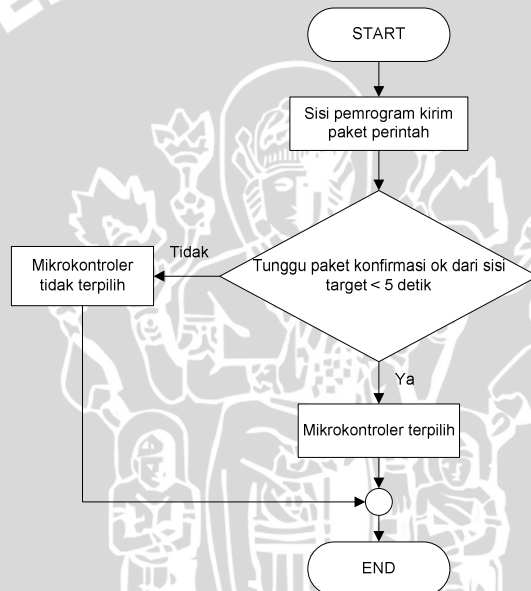 START
Sisi pemrogram kirim
paket perintah
Tunggu paket konfirmasi ok dari sisi
target < 5 detik
Tidak
Mikrokontroler
tidak terpilih
Ya
Mikrokontroler terpilih
END